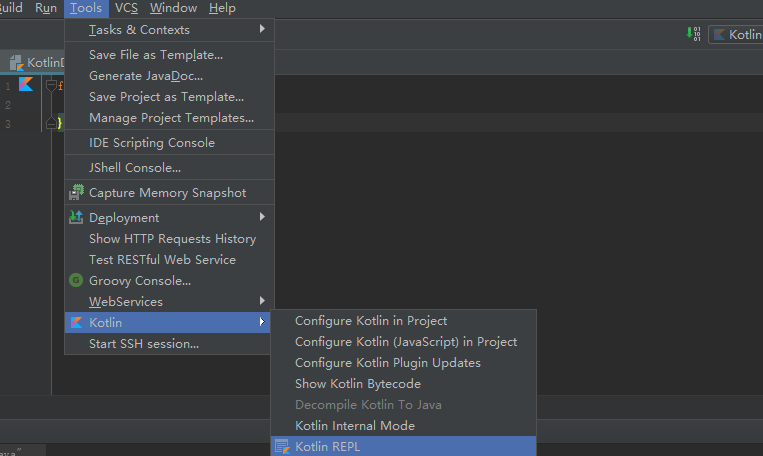 uild Run Tools VCS Window Help
Tasks & Contexts
Save File as Template...
Generate JavaDoc...
Save Project as Template...
Manage Project Templates...
IDE Scripting Console
JShell Console...
Capture Memory Snapshot
Deployment
Show HTTP Requests History
Test RESTful Web Service
Groovy Console...
WebServices
Kotlin
Start SSH session...
Configure Kotlin in Project
Configure Kotlin (JavaScript) in Project
Configure Kotlin Plugin Updates
Show Kotlin Bytecode
Decompile Kotlin To Java
Kotlin Internal Mode
Kotlin REPL
Kotlin
KotlinD
1 f
2
3 }